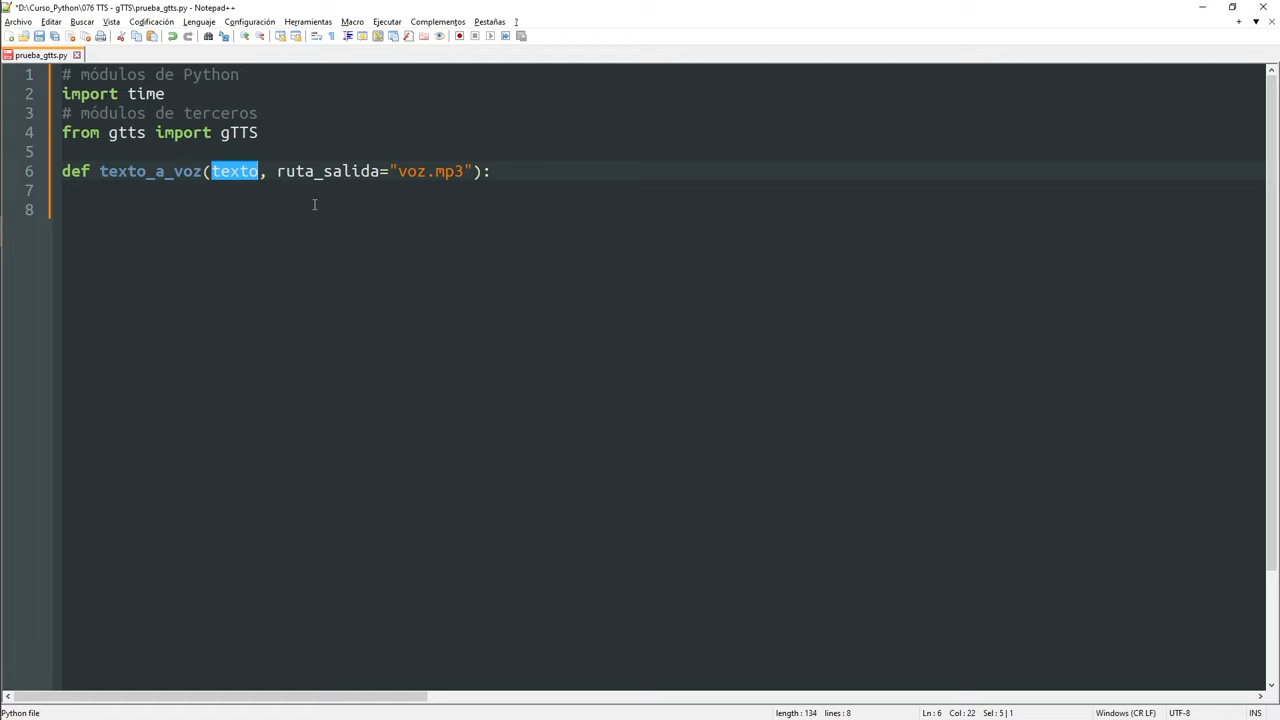 *D:\Curso_Python\076 TTS - gTTS\prueba_gtts.py - Notepad++
Archivo Editar Buscar Vista Codificación Lenguaje Configuración Herramientas Macro Ejecutar Complementos Pestañas ?
prueba_gtts.py
1 # módulos de Python
2 import time
3 # módulos de terceros
4 from gtts import gTTS
5
6 def texto_a_voz(texto, ruta_salida="voz.mp3"):
7
8
Python file length : 134 lines : 8 Ln : 6 Col : 22 Sel : 5 | 1 Windows (CR LF) UTF-8 INS